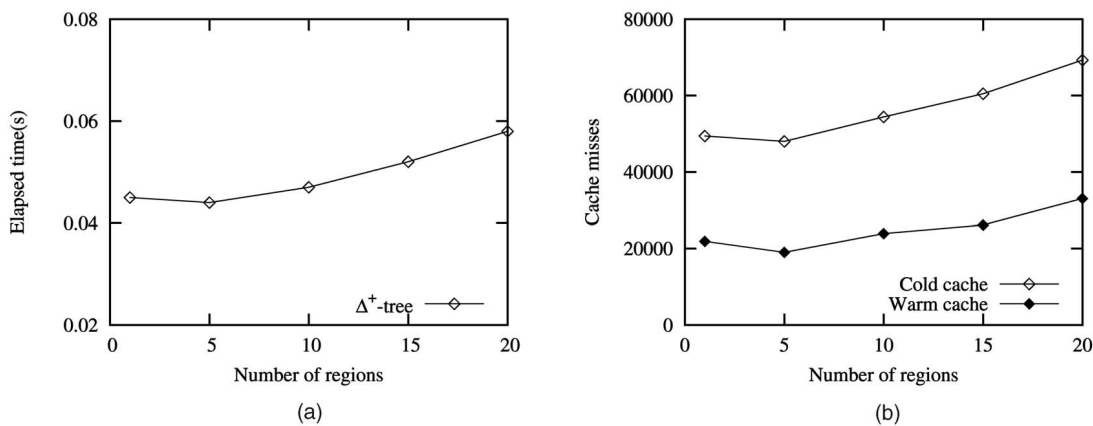 0.08
0.06
0.04
0.02
Elapsed time(s)
Δ+-tree
0 5 10 15 20
Number of regions
(a)
80000
60000
40000
20000
0
Cache misses
Cold cache
Warm cache
0 5 10 15 20
Number of regions
(b)